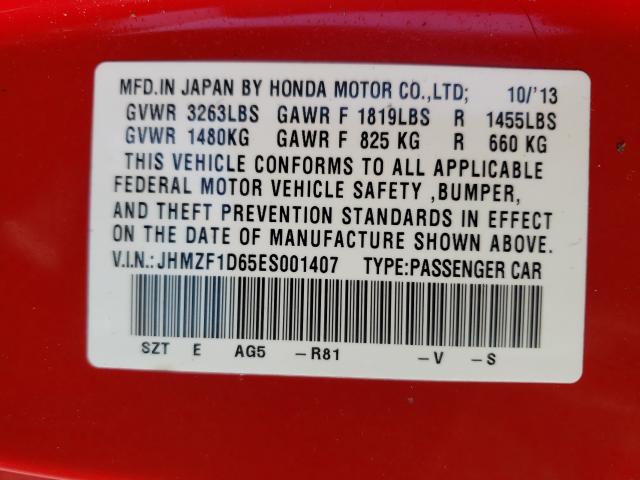 MFD.IN JAPAN BY HONDA MOTOR CO.,LTD; 10/'13
GVWR 3263LBS GAWR F 1819LBS R 1455LBS
GVWR 1480KG GAWR F 825 KG R 660 KG
THIS VEHICLE CONFORMS TO ALL APPLICABLE
FEDERAL MOTOR VEHICLE SAFETY ,BUMPER,
AND THEFT PREVENTION STANDARDS IN EFFECT
ON THE DATE OF MANUFACTURE SHOWN ABOVE.
V.I.N.:JHMZF1D65ES001407 TYPE:PASSENGER CAR
SZT E AG5 –R81 –V –S